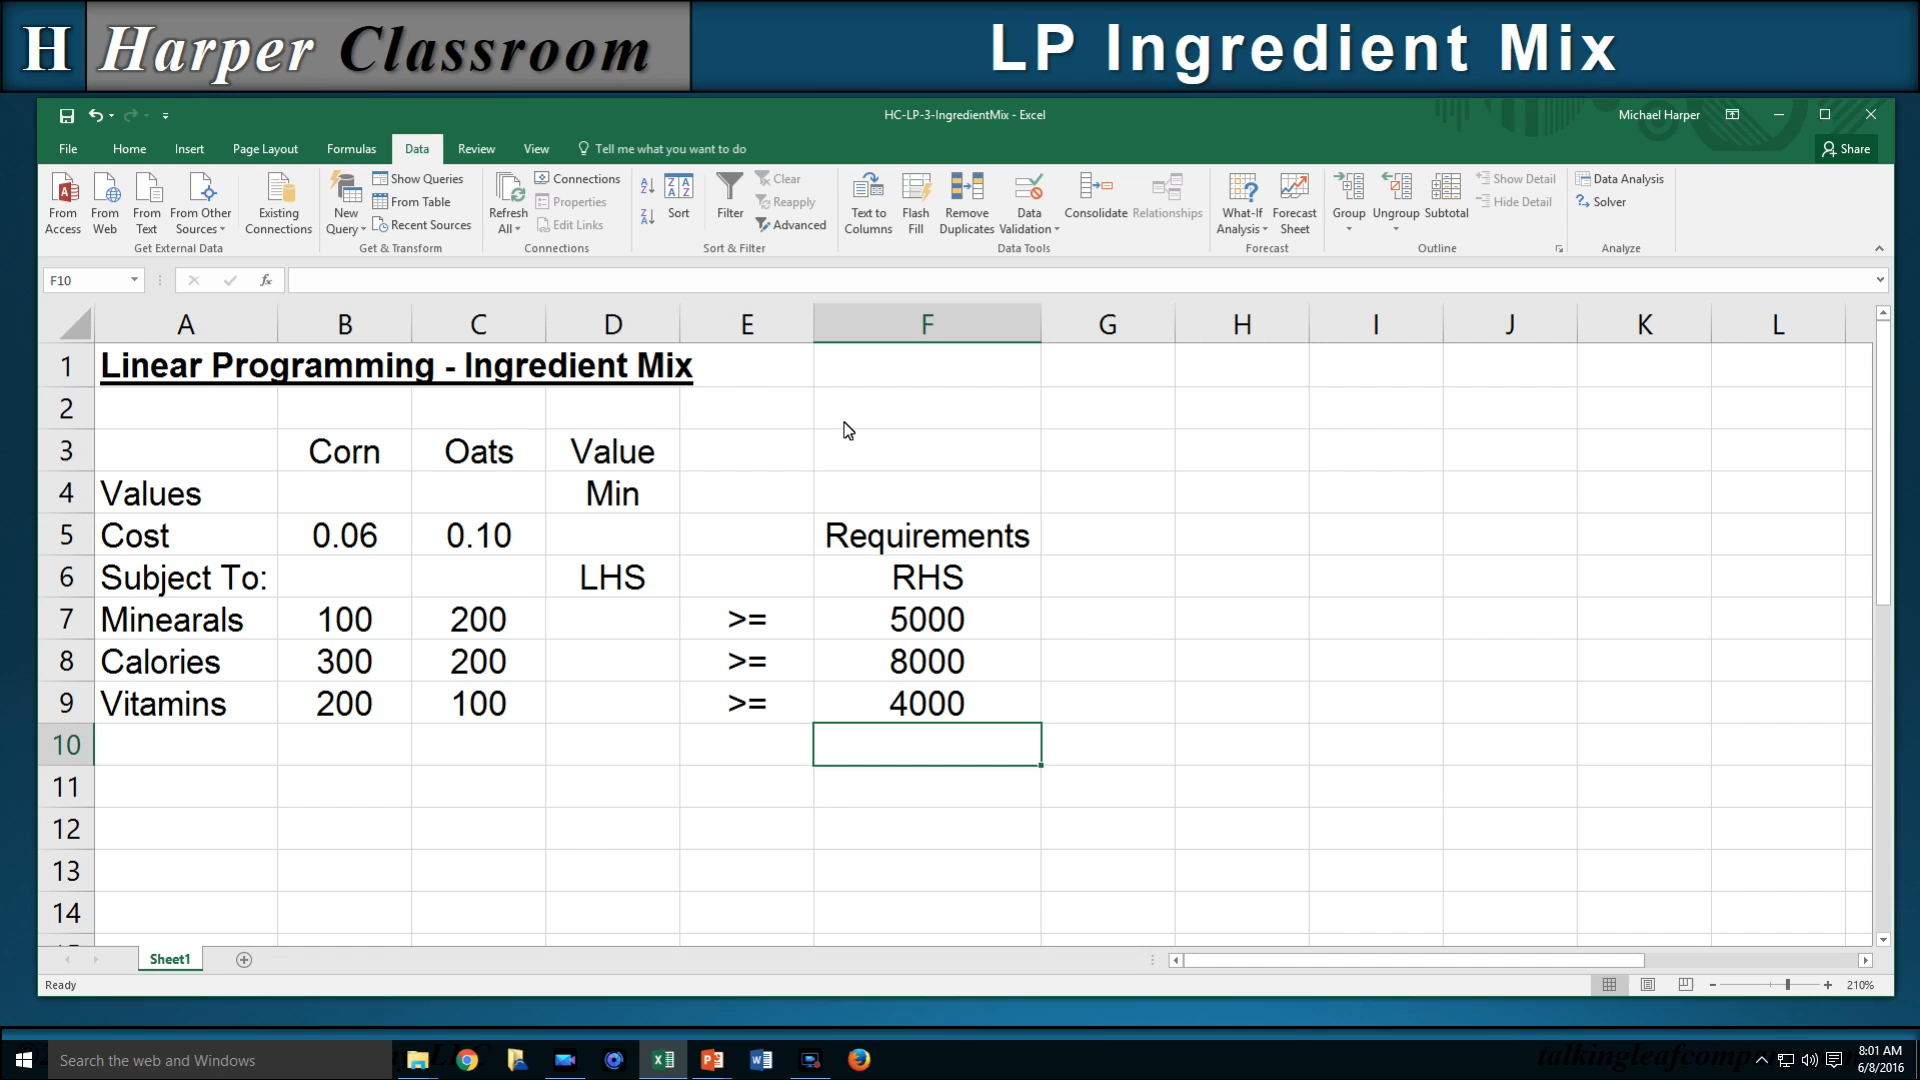 H Harper Classroom LP Ingredient Mix
HC-LP-3-IngredientMix - Excel Michael Harper
File Home Insert Page Layout Formulas Data Review View Tell me what you want to do Share
From Access
From Web
From Text
From Other Sources
Existing Connections
Get External Data
New Query
Show Queries
From Table
Recent Sources
Get & Transform
Refresh All
Connections
Properties
Edit Links
Connections
Sort
Filter
Clear
Reapply
Advanced
Sort & Filter
Text to Columns
Flash Fill
Remove Duplicates
Data Validation
Consolidate
Relationships
Data Tools
What-If Analysis
Forecast Sheet
Forecast
Group
Ungroup
Subtotal
Show Detail
Hide Detail
Outline
Data Analysis
Solver
Analyze
F10 fx
A B C D E F G H I J K L
1 Linear Programming - Ingredient Mix
2
3 Corn Oats Value
4 Values Min
5 Cost 0.06 0.10 Requirements
6 Subject To: LHS RHS
7 Minearals 100 200 >= 5000
8 Calories 300 200 >= 8000
9 Vitamins 200 100 >= 4000
10
11
12
13
14
Sheet1
Ready 210%
Search the web and Windows
8:01 AM
6/8/2016